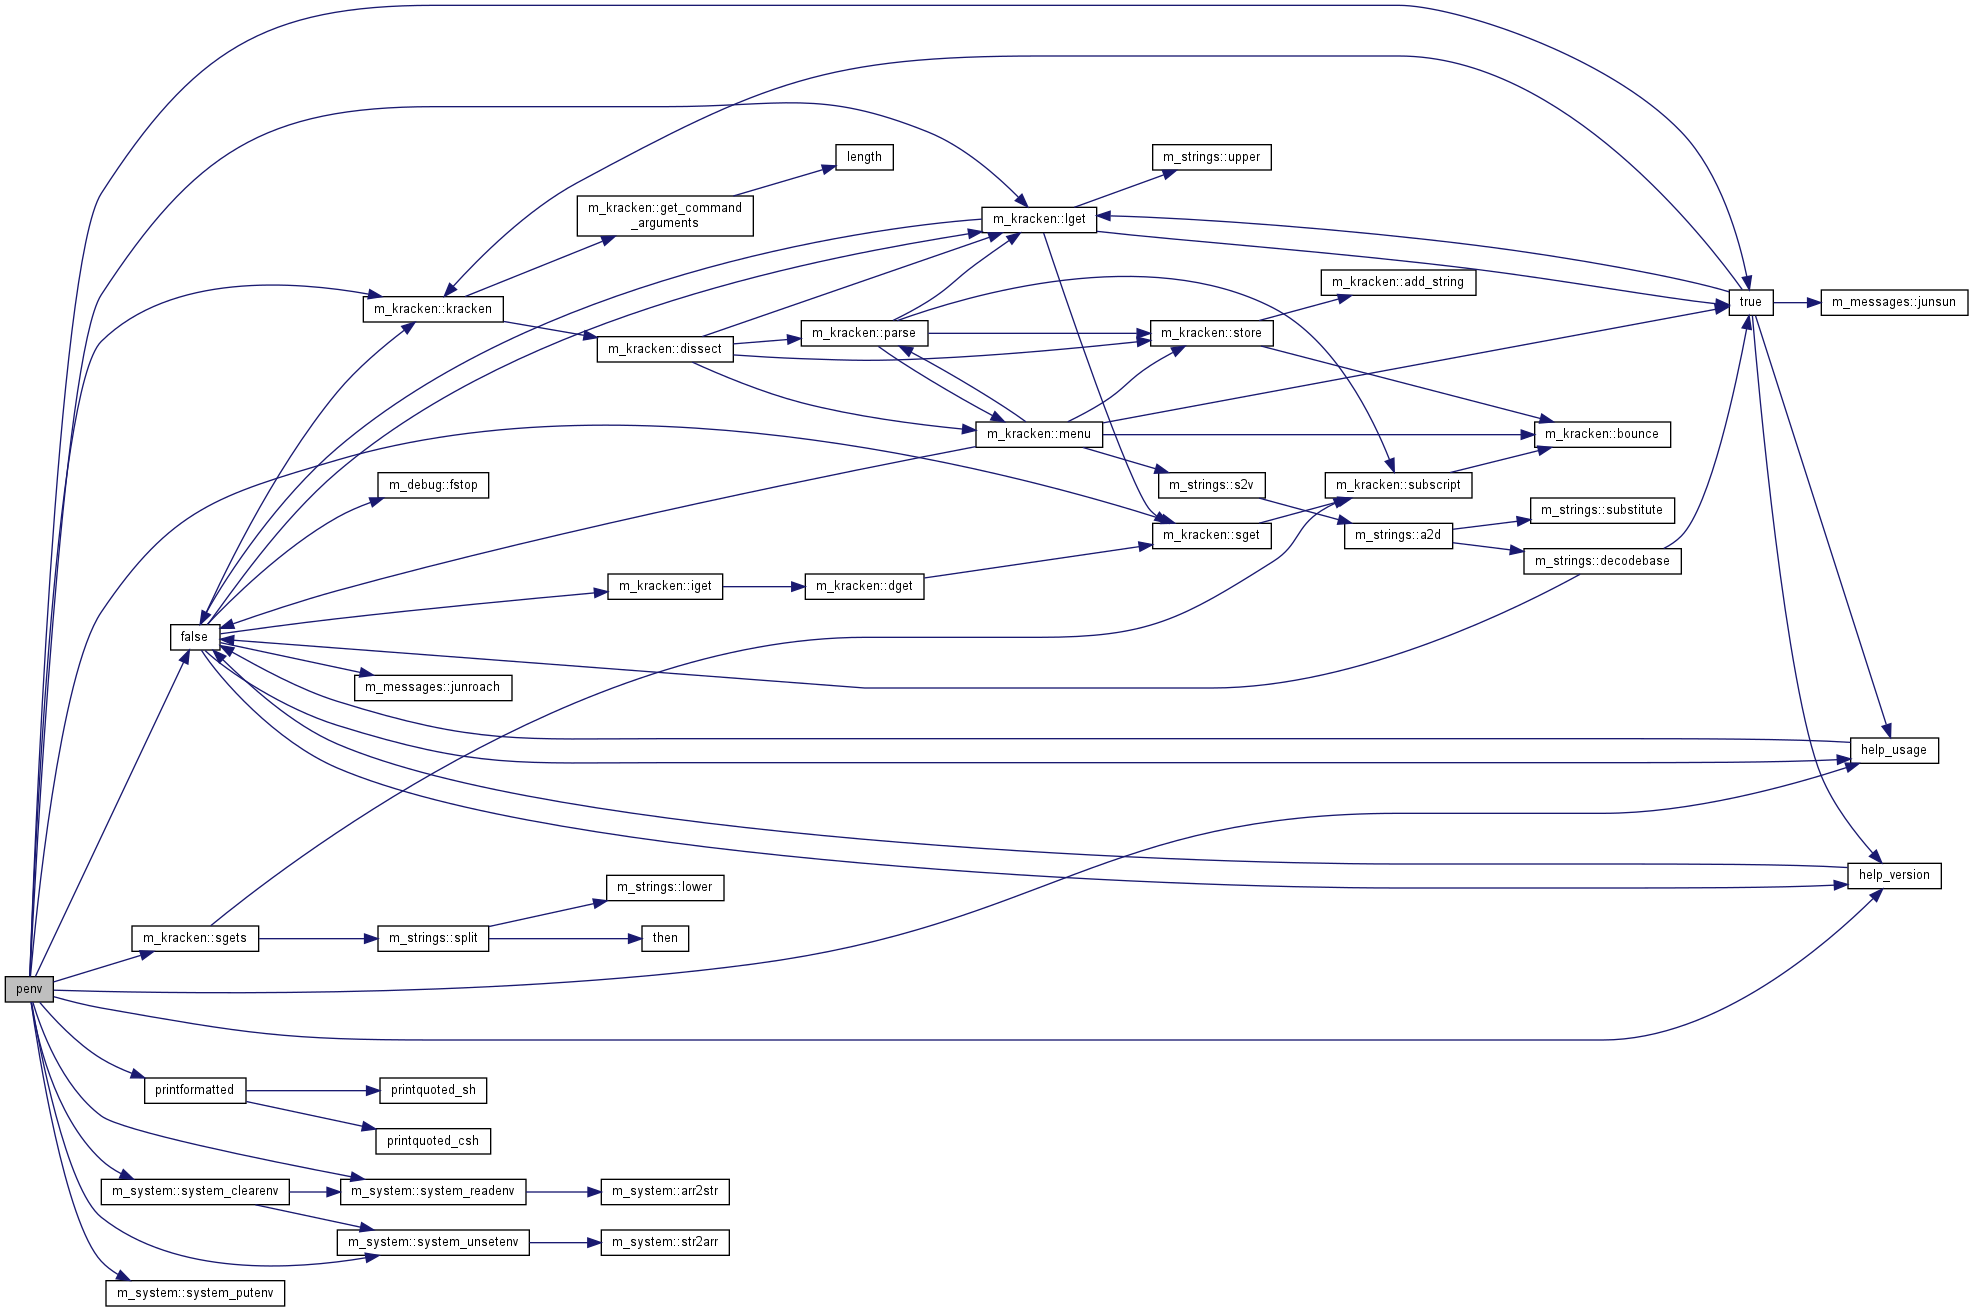 length
m_strings::upper
m_kracken::get_command
_arguments
m_kracken::lget
m_kracken::add_string
true
m_messages::junsun
m_kracken::kracken
m_kracken::parse
m_kracken::store
m_kracken::dissect
m_kracken::menu
m_kracken::bounce
m_debug::fstop
m_strings::s2v
m_kracken::subscript
m_strings::substitute
m_kracken::sget
m_strings::a2d
m_strings::decodebase
m_kracken::iget
m_kracken::dget
false
m_messages::junroach
help_usage
help_version
m_strings::lower
m_kracken::sgets
m_strings::split
then
penv
printformatted
printquoted_sh
printquoted_csh
m_system::system_clearenv
m_system::system_readenv
m_system::arr2str
m_system::system_unsetenv
m_system::str2arr
m_system::system_putenv